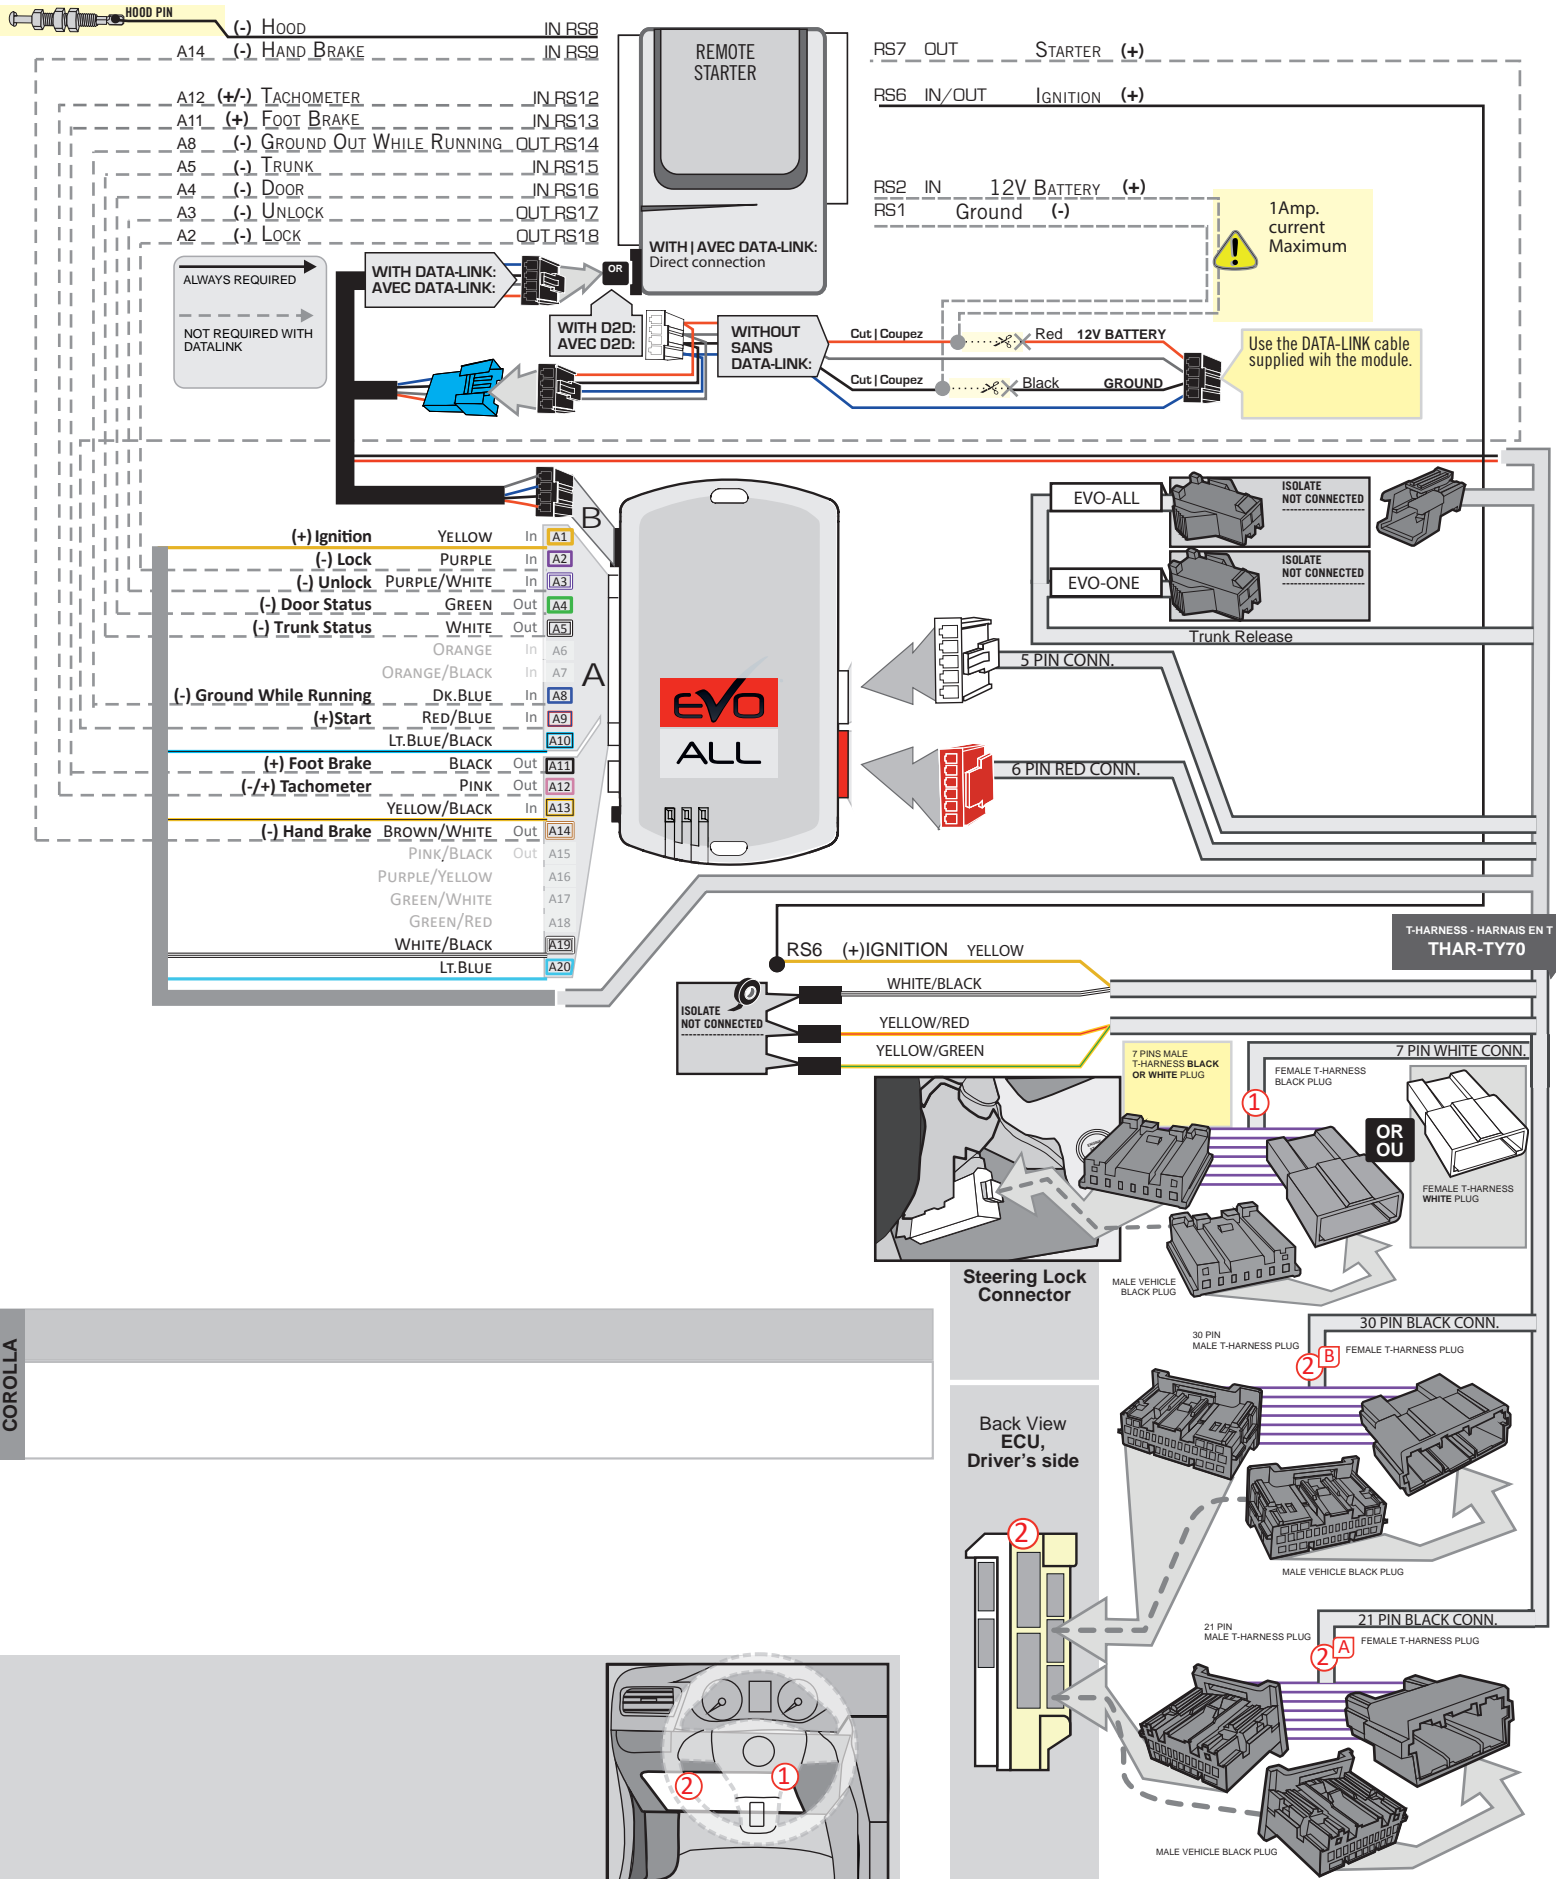 HOOD PIN
(-) HOOD IN RS8
A14 (-) HAND BRAKE IN RS9
A12 (+/-) TACHOMETER IN RS12
A11 (+) FOOT BRAKE IN RS13
A8 (-) GROUND OUT WHILE RUNNING OUT RS14
A5 (-) TRUNK IN RS15
A4 (-) DOOR IN RS16
A3 (-) UNLOCK OUT RS17
A2 (-) LOCK OUT RS18
REMOTE
STARTER
WITH | AVEC DATA-LINK:
Direct connection
RS7 OUT STARTER (+)
RS6 IN/OUT IGNITION (+)
RS2 IN 12V BATTERY (+)
RS1 Ground (-)
1Amp.
current
Maximum
ALWAYS REQUIRED
NOT REQUIRED WITH
DATALINK
WITH DATA-LINK:
AVEC DATA-LINK:
OR
WITH D2D:
AVEC D2D:
WITHOUT
SANS
DATA-LINK:
Cut | Coupez Red 12V BATTERY
Cut | Coupez Black GROUND
Use the DATA-LINK cable
supplied wih the module.
B
A
(+) Ignition YELLOW In A1
(-) Lock PURPLE In A2
(-) Unlock PURPLE/WHITE In A3
(-) Door Status GREEN Out A4
(-) Trunk Status WHITE Out A5
ORANGE In A6
ORANGE/BLACK In A7
(-) Ground While Running DK.BLUE In A8
(+)Start RED/BLUE In A9
LT.BLUE/BLACK A10
(+) Foot Brake BLACK Out A11
(-/+) Tachometer PINK Out A12
YELLOW/BLACK In A13
(-) Hand Brake BROWN/WHITE Out A14
PINK/BLACK Out A15
PURPLE/YELLOW A16
GREEN/WHITE A17
GREEN/RED A18
WHITE/BLACK A19
LT.BLUE A20
EVO
ALL
EVO-ALL
ISOLATE
NOT CONNECTED
EVO-ONE
ISOLATE
NOT CONNECTED
Trunk Release
5 PIN CONN.
6 PIN RED CONN.
T-HARNESS - HARNAIS EN T
THAR-TY70
RS6 (+)IGNITION YELLOW
WHITE/BLACK
YELLOW/RED
YELLOW/GREEN
ISOLATE
NOT CONNECTED
7 PINS MALE
T-HARNESS BLACK
OR WHITE PLUG
7 PIN WHITE CONN.
FEMALE T-HARNESS
BLACK PLUG
1
OR
OU
FEMALE T-HARNESS
WHITE PLUG
MALE VEHICLE
BLACK PLUG
Steering Lock
Connector
COROLLA
30 PIN BLACK CONN.
30 PIN
MALE T-HARNESS PLUG
2 B
FEMALE T-HARNESS PLUG
MALE VEHICLE BLACK PLUG
Back View
ECU,
Driver's side
2
21 PIN BLACK CONN.
21 PIN
MALE T-HARNESS PLUG
2 A
FEMALE T-HARNESS PLUG
MALE VEHICLE BLACK PLUG
2
1